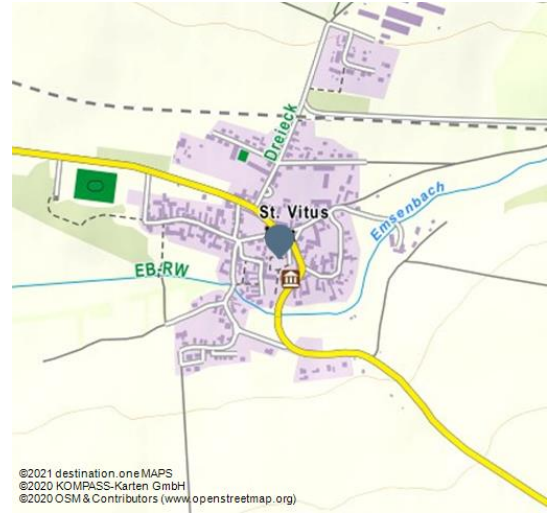 Dreieck
St. Vitus
Emsenbach
EB-RW
©2021 destination.one MAPS
©2020 KOMPASS-Karten GmbH
©2020 OSM & Contributors (www.openstreetmap.org)